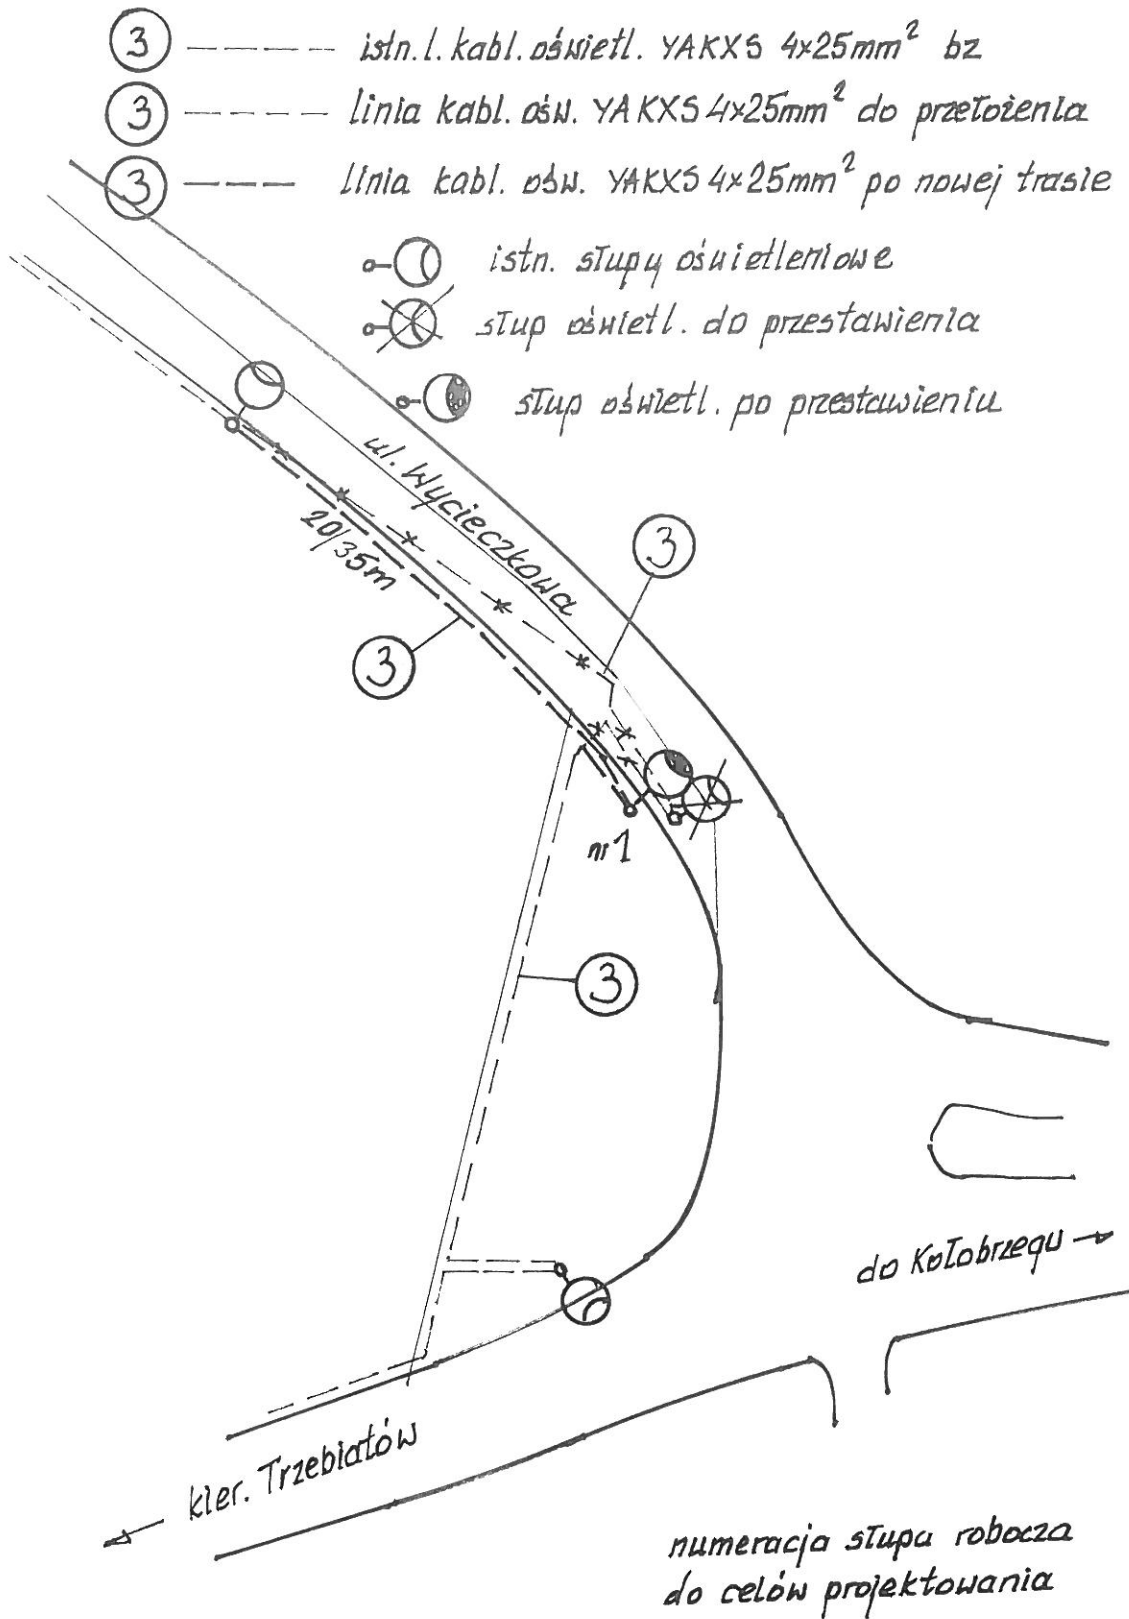 3 istn. l. kabl. oświetl. YAKXS 4x25mm² bz
3 linia kabl. ośw. YAKXS 4x25mm² do przełożenia
3 linia kabl. ośw. YAKXS 4x25mm² po nowej trasie
istn. słupy oświetleniowe
słup oświetl. do przestawienia
słup oświetl. po przestawieniu
ul. Wycieczkowa
20/35m
3
3
nr 1
3
do Kołobrzegu
kier. Trzebiatów
numeracja słupa robocza
do celów projektowania